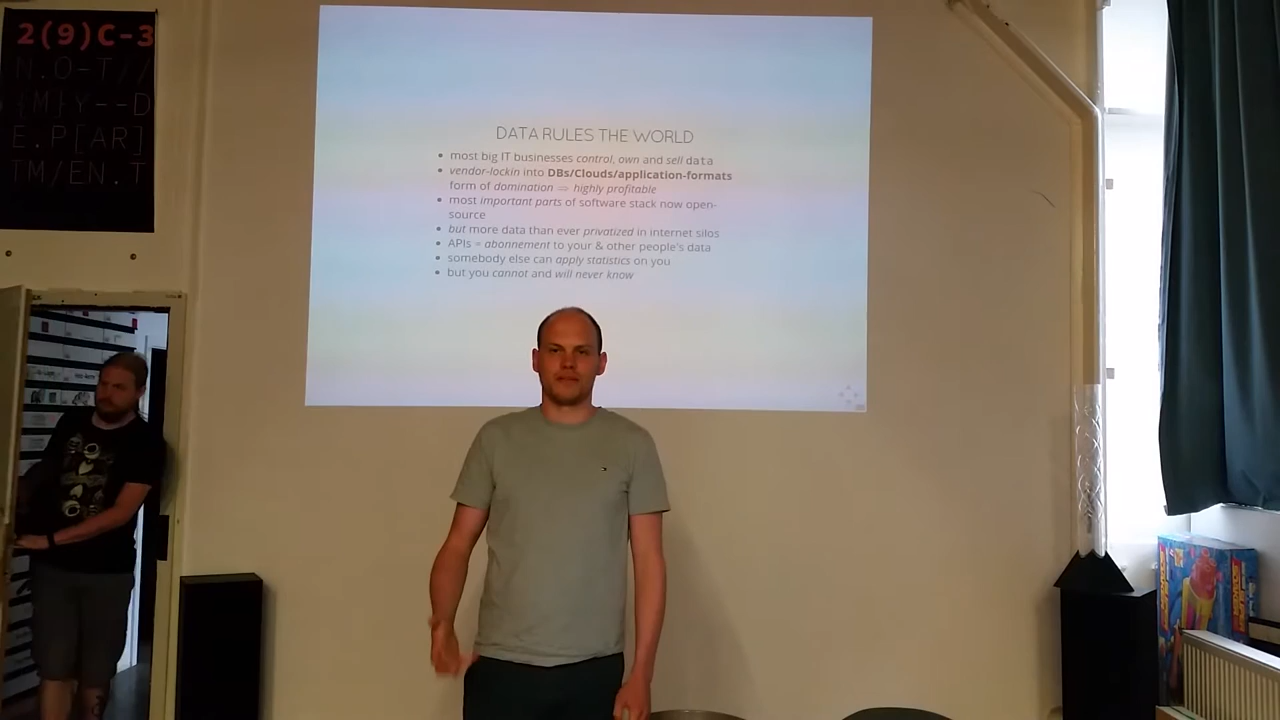 2(9)C-3
N.O-T//
{M}Y--D
E.P[AR]
TM/EN.T
DATA RULES THE WORLD
• most big IT businesses control, own and sell data
• vendor-lockin into DBs/Clouds/application-formats
form of domination ⇒ highly profitable
• most important parts of software stack now open-
source
• but more data than ever privatized in internet silos
• APIs = abonnement to your & other people's data
• somebody else can apply statistics on you
• but you cannot and will never know